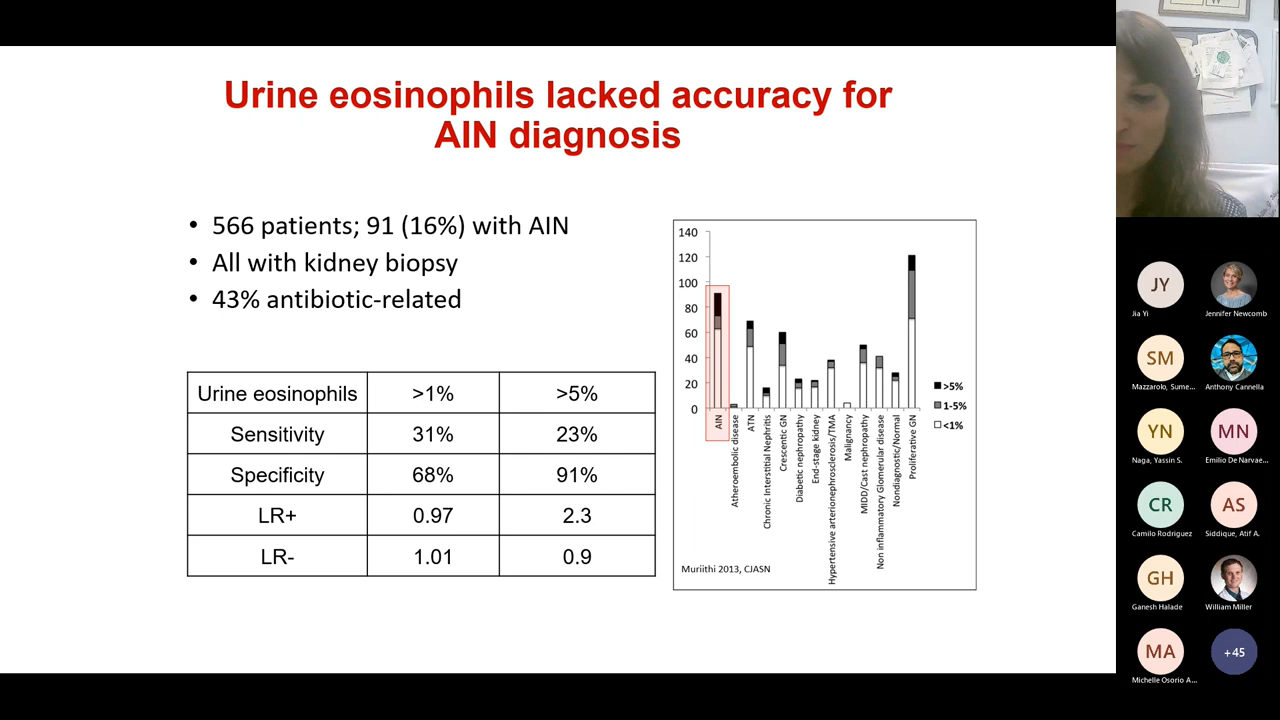 Urine eosinophils lacked accuracy for
AIN diagnosis
• 566 patients; 91 (16%) with AIN
• All with kidney biopsy
• 43% antibiotic-related
Urine eosinophils >1% >5%
Sensitivity 31% 23%
Specificity 68% 91%
LR+ 0.97 2.3
LR- 1.01 0.9
140
120
100
80
60
40
20
0
AIN
Atheroembolic disease
ATN
Chronic Interstitial Nephritis
Crescentic GN
Diabetic nephropathy
End-stage kidney
Hypertensive arterionephrosclerosis/TMA
Malignancy
MIDD/Cast nephropathy
Non inflammatory Glomerular disease
Nondiagnostic/Normal
Proliferative GN
>5%
1-5%
<1%
Muriithi 2013, CJASN
JY
Jia Yi
Jennifer Newcomb
SM
Mazzarolo, Sume...
Anthony Cannella
YN
Naga, Yassin S.
MN
Emilio De Narvae...
CR
Camilo Rodriguez
AS
Siddique, Atif A.
GH
Ganesh Halade
William Miller
MA
Michelle Osorio A...
+45